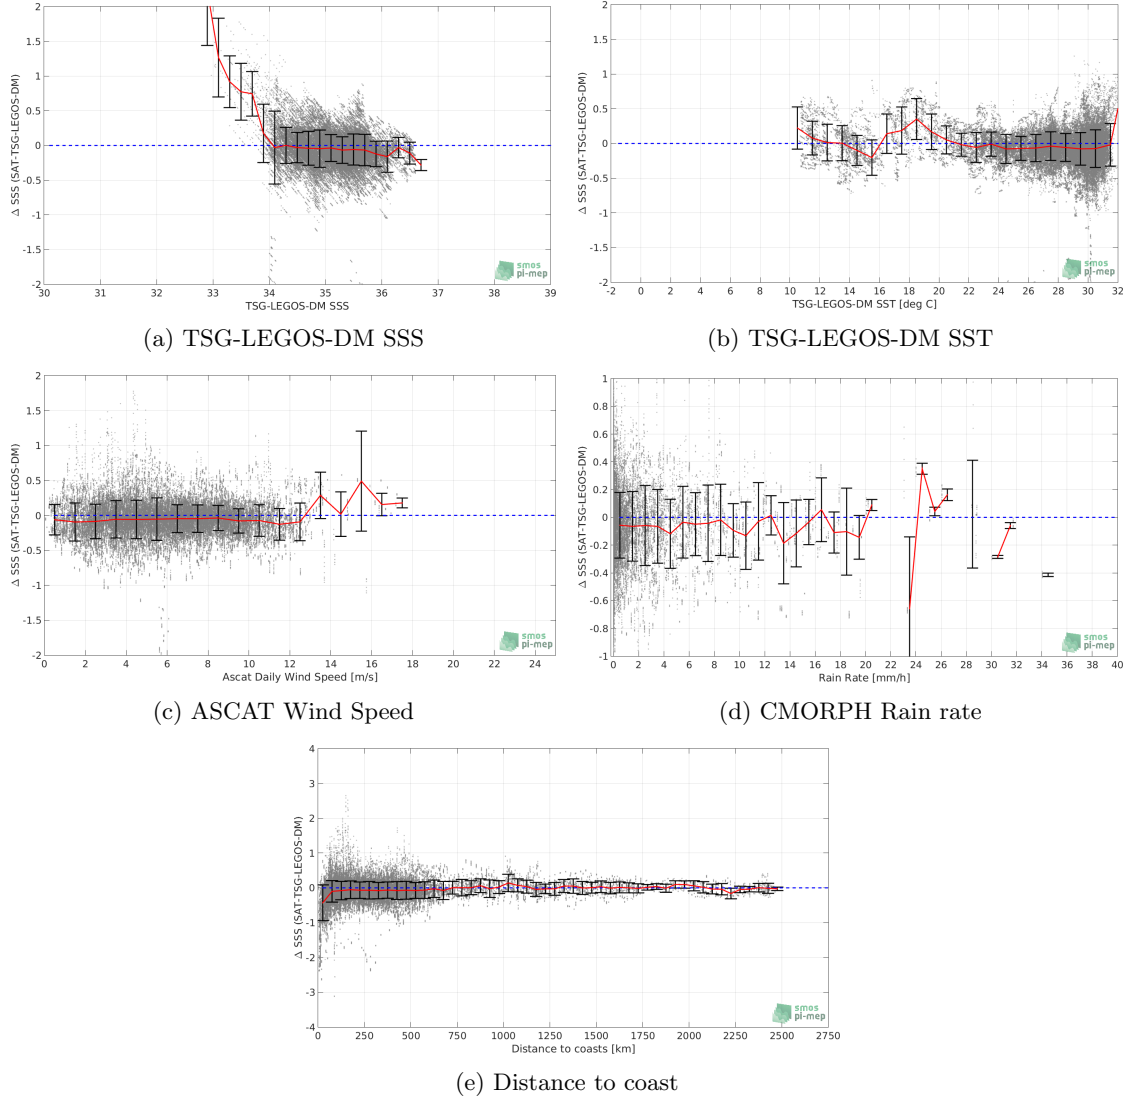 2
1.5
1
0.5
0
-0.5
-1
-1.5
-2
Δ SSS (SAT-TSG-LEGOS-DM)
30 31 32 33 34 35 36 37 38 39
TSG-LEGOS-DM SSS
smos
pi-mep
(a) TSG-LEGOS-DM SSS
2
1.5
1
0.5
0
-0.5
-1
-1.5
-2
Δ SSS (SAT-TSG-LEGOS-DM)
-2 0 2 4 6 8 10 12 14 16 18 20 22 24 26 28 30 32
TSG-LEGOS-DM SST [deg C]
smos
pi-mep
(b) TSG-LEGOS-DM SST
2
1.5
1
0.5
0
-0.5
-1
-1.5
-2
Δ SSS (SAT-TSG-LEGOS-DM)
0 2 4 6 8 10 12 14 16 18 20 22 24
Ascat Daily Wind Speed [m/s]
smos
pi-mep
(c) ASCAT Wind Speed
1
0.8
0.6
0.4
0.2
0
-0.2
-0.4
-0.6
-0.8
-1
Δ SSS (SAT-TSG-LEGOS-DM)
0 2 4 6 8 10 12 14 16 18 20 22 24 26 28 30 32 34 36 38 40
Rain Rate [mm/h]
smos
pi-mep
(d) CMORPH Rain rate
4
3
2
1
0
-1
-2
-3
-4
Δ SSS (SAT-TSG-LEGOS-DM)
0 250 500 750 1000 1250 1500 1750 2000 2250 2500 2750
Distance to coasts [km]
smos
pi-mep
(e) Distance to coast